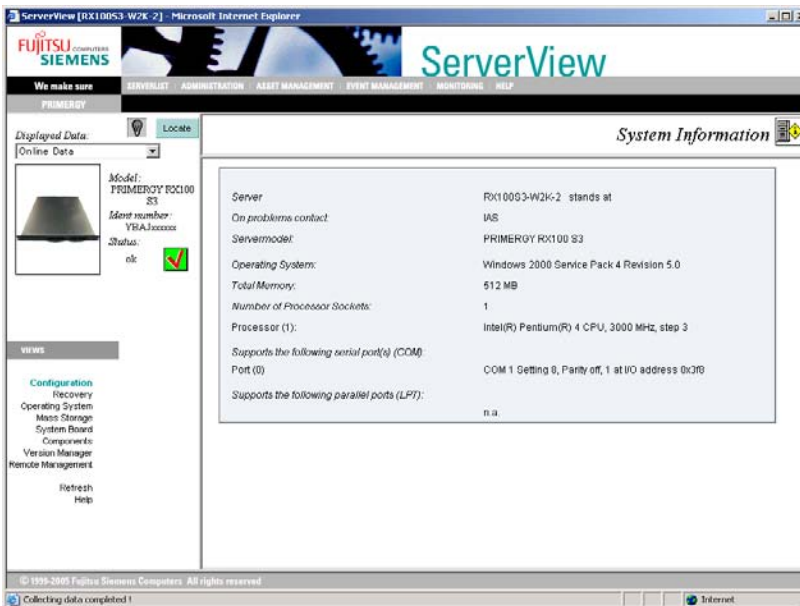 ServerView [RX100S3-W2K-2] - Microsoft Internet Explorer
FUJITSU COMPUTERS
SIEMENS
ServerView
We make sure
SERVERLIST | ADMINISTRATION | ASSET MANAGEMENT | EVENT MANAGEMENT | MONITORING | HELP
PRIMERGY
Displayed Data:
Locate
Online Data
System Information
Model:
PRIMERGY RX100
S3
Ident number:
YBAJxxxxxx
Status:
ok
Server RX100S3-W2K-2 stands at
On problems contact: IAS
Servermodel: PRIMERGY RX100 S3
Operating System: Windows 2000 Service Pack 4 Revision 5.0
Total Memory: 512 MB
Number of Processor Sockets: 1
Processor (1): Intel(R) Pentium(R) 4 CPU, 3000 MHz, step 3
Supports the following serial port(s) (COM):
Port (0) COM 1 Setting 8, Parity off, 1 at I/O address 0x3f8
Supports the following parallel ports (LPT):
n.a.
VIEWS
Configuration
Recovery
Operating System
Mass Storage
System Board
Components
Version Manager
Remote Management
Refresh
Help
© 1999-2005 Fujitsu Siemens Computers All rights reserved
Collecting data completed !
Internet